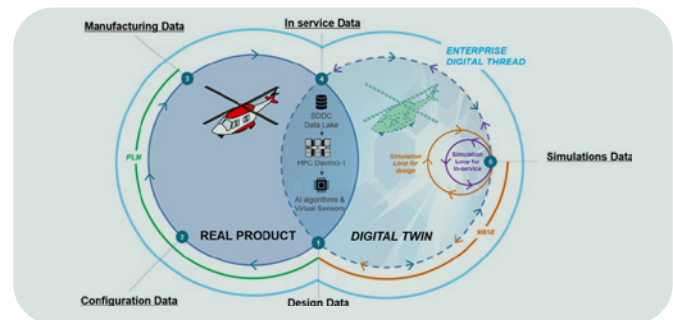 Manufacturing Data
In service Data
ENTERPRISE
DIGITAL THREAD
3
4
SDDC
Data Lake
HPC Davinci-1
AI algorithms &
Virtual Sensors
PLM
Simulation
Loop for
design
Simulation
Loop for
In-service
5
Simulations Data
MBSE
REAL PRODUCT
DIGITAL TWIN
2
1
Configuration Data
Design Data